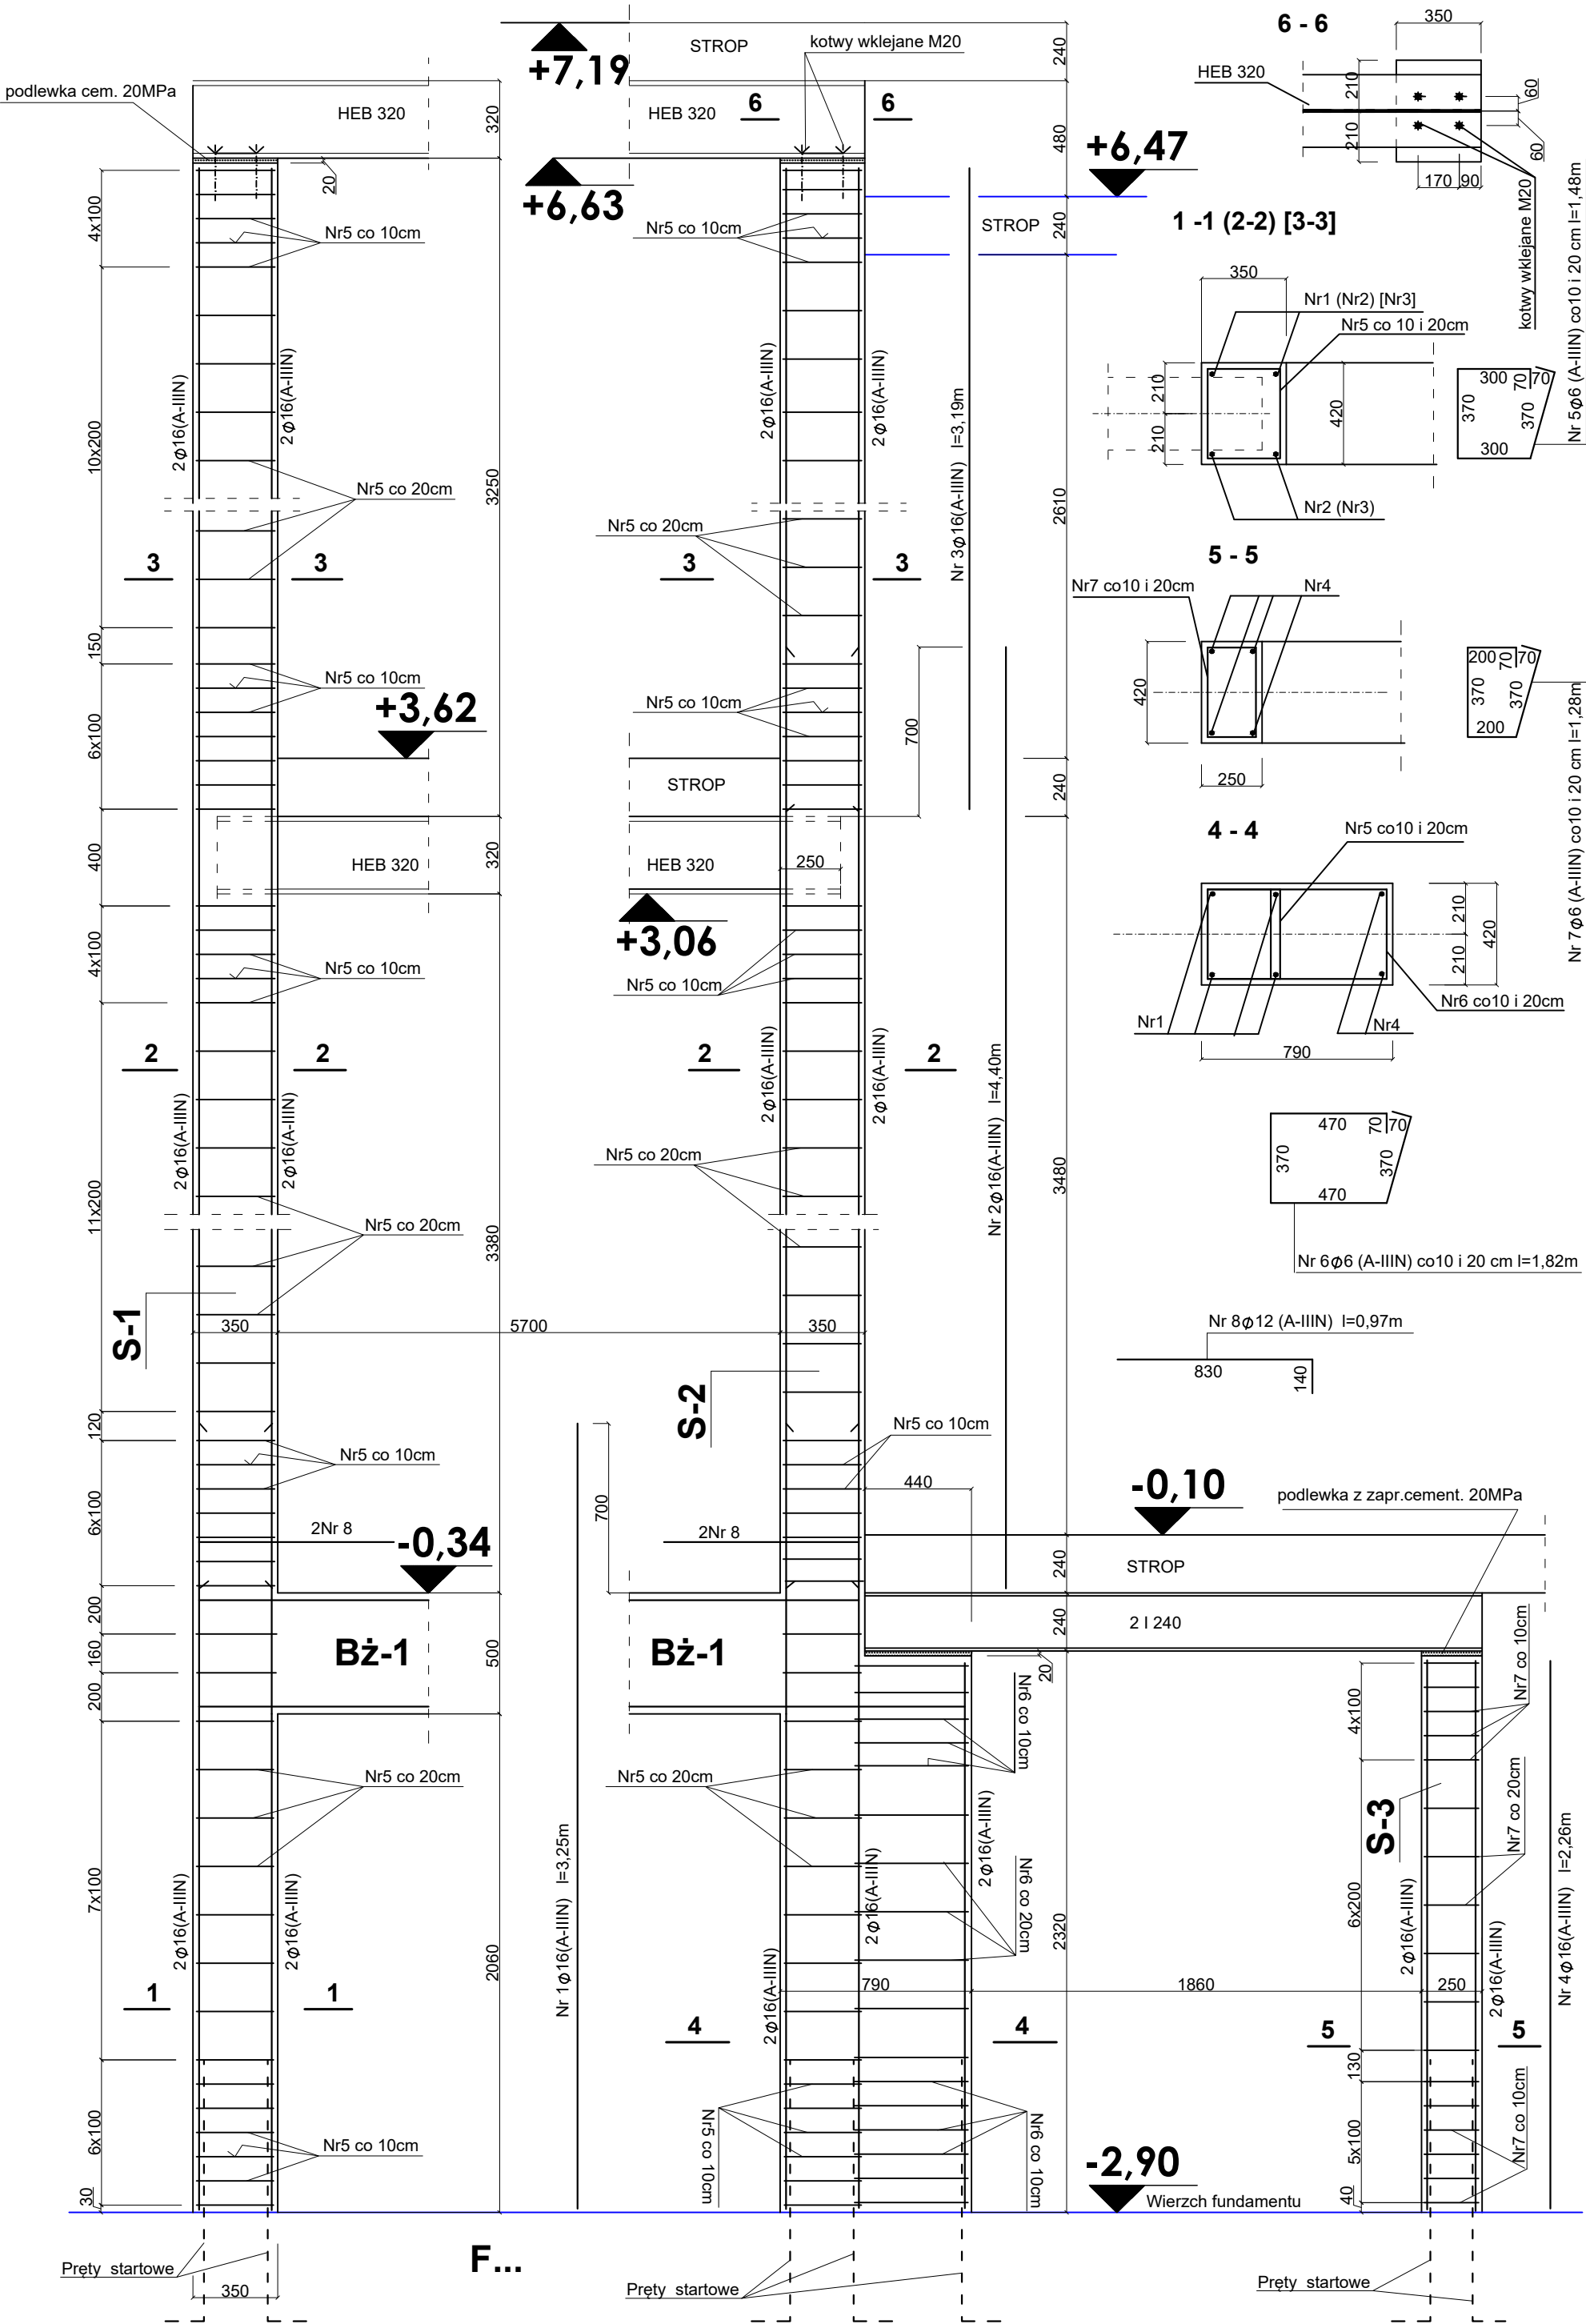 +7,19
STROP
kotwy wklejane M20
240
6 - 6
350
HEB 320
210
210
60
60
170
90
kotwy wklejane M20
podlewka cem. 20MPa
HEB 320
320
HEB 320
6
6
480
+6,47
20
+6,63
4x100
Nr5 co 10cm
Nr5 co 10cm
STROP
240
1 -1 (2-2) [3-3]
350
Nr1 (Nr2) [Nr3]
Nr5 co 10 i 20cm
210
210
420
Nr2 (Nr3)
300
70
70
370
370
300
Nr 5ϕ6 (A-IIIN) co10 i 20 cm l=1,48m
2ϕ16(A-IIIN)
2ϕ16(A-IIIN)
2ϕ16(A-IIIN)
2ϕ16(A-IIIN)
Nr 3ϕ16(A-IIIN) l=3,19m
10x200
Nr5 co 20cm
3250
Nr5 co 20cm
2610
3
3
3
3
5 - 5
Nr7 co10 i 20cm
Nr4
420
250
200
70
70
370
370
200
Nr 7ϕ6 (A-IIIN) co10 i 20 cm l=1,28m
150
Nr5 co 10cm
+3,62
Nr5 co 10cm
700
6x100
STROP
240
400
HEB 320
320
HEB 320
250
4 - 4
Nr5 co10 i 20cm
210
210
420
Nr6 co10 i 20cm
Nr1
Nr4
790
+3,06
4x100
Nr5 co 10cm
Nr5 co 10cm
2
2
2
2
2ϕ16(A-IIIN)
2ϕ16(A-IIIN)
2ϕ16(A-IIIN)
2ϕ16(A-IIIN)
Nr 2ϕ16(A-IIIN) l=4,40m
3480
470
70
70
370
370
470
Nr 6ϕ6 (A-IIIN) co10 i 20 cm l=1,82m
11x200
Nr5 co 20cm
Nr5 co 20cm
3380
S-1
350
5700
350
Nr 8ϕ12 (A-IIIN) l=0,97m
830
140
S-2
120
Nr5 co 10cm
Nr5 co 10cm
440
-0,10
podlewka z zapr.cement. 20MPa
6x100
700
2Nr 8
-0,34
2Nr 8
240
STROP
200
160
200
Bż-1
500
Bż-1
240
2 I 240
20
Nr6 co 10cm
Nr7 co 10cm
4x100
Nr5 co 20cm
Nr5 co 20cm
2ϕ16(A-IIIN)
S-3
Nr7 co 20cm
7x100
2ϕ16(A-IIIN)
2ϕ16(A-IIIN)
Nr 1ϕ16(A-IIIN) l=3,25m
2ϕ16(A-IIIN)
2ϕ16(A-IIIN)
Nr6 co 20cm
2320
6x200
2ϕ16(A-IIIN)
2ϕ16(A-IIIN)
Nr 4ϕ16(A-IIIN) l=2,26m
2060
790
1860
250
1
1
4
4
5
5
130
6x100
Nr5 co 10cm
Nr5 co 10cm
Nr6 co 10cm
5x100
Nr7 co 10cm
30
-2,90
Wierzch fundamentu
40
F...
Pręty startowe
350
Pręty startowe
Pręty startowe